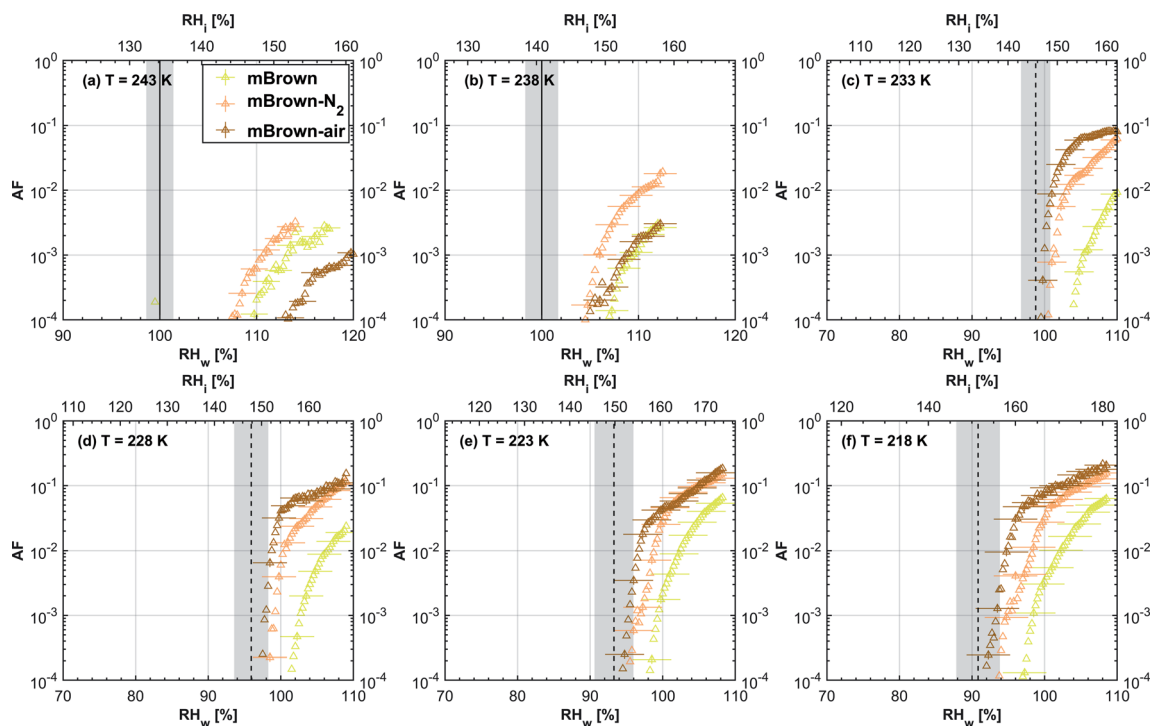 RHi [%] RHi [%] RHi [%]
130 140 150 160 140 150 160 110 120 130 140 150 160
10^0 (a) T = 243 K 10^0 10^0 (b) T = 238 K 10^0 10^0 (c) T = 233 K 10^0
mBrown
mBrown-N2
mBrown-air
10^-1 10^-1 10^-1 10^-1 10^-1 10^-1
AF 10^-2 10^-2 AF 10^-2 10^-2 AF 10^-2 10^-2
10^-3 10^-3 10^-3 10^-3 10^-3 10^-3
10^-4 10^-4 10^-4 10^-4 10^-4 10^-4
90 100 110 120 90 100 110 120 70 80 90 100 110
RHw [%] RHw [%] RHw [%]
RHi [%] RHi [%] RHi [%]
110 120 130 140 150 160 120 130 140 150 160 170 120 130 140 150 160 170 180
10^0 (d) T = 228 K 10^0 10^0 (e) T = 223 K 10^0 10^0 (f) T = 218 K 10^0
10^-1 10^-1 10^-1 10^-1 10^-1 10^-1
AF 10^-2 10^-2 AF 10^-2 10^-2 AF 10^-2 10^-2
10^-3 10^-3 10^-3 10^-3 10^-3 10^-3
10^-4 10^-4 10^-4 10^-4 10^-4 10^-4
70 80 90 100 110 70 80 90 100 110 70 80 90 100 110
RHw [%] RHw [%] RHw [%]